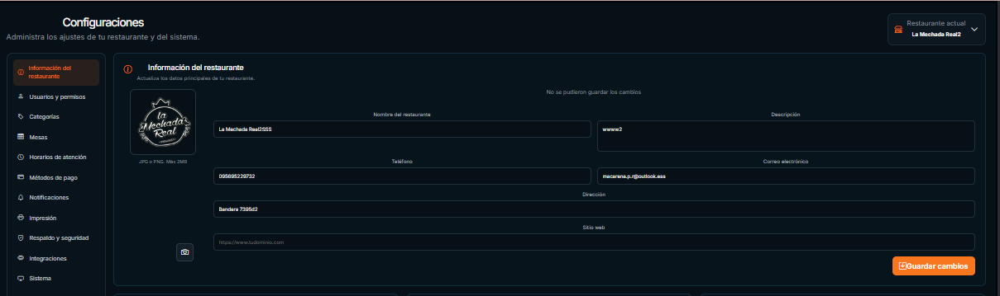 Configuraciones
Administra los ajustes de tu restaurante y del sistema.
Restaurante actual
La Mechada Real2
Información del
restaurante
Usuarios y permisos
Categorías
Mesas
Horarios de atención
Métodos de pago
Notificaciones
Impresión
Respaldo y seguridad
Integraciones
Sistema
Información del restaurante
Actualiza los datos principales de tu restaurante.
la
Mechada
Real
JPG o PNG. Máx 2MB
No se pudieron guardar los cambios
Nombre del restaurante
La Mechada Real2SSS
Descripción
wwww2
Teléfono
095695229732
Correo electrónico
macarena.p.r@outlook.ess
Dirección
Bandera 7395d2
Sitio web
https://www.tudominio.com
Guardar cambios